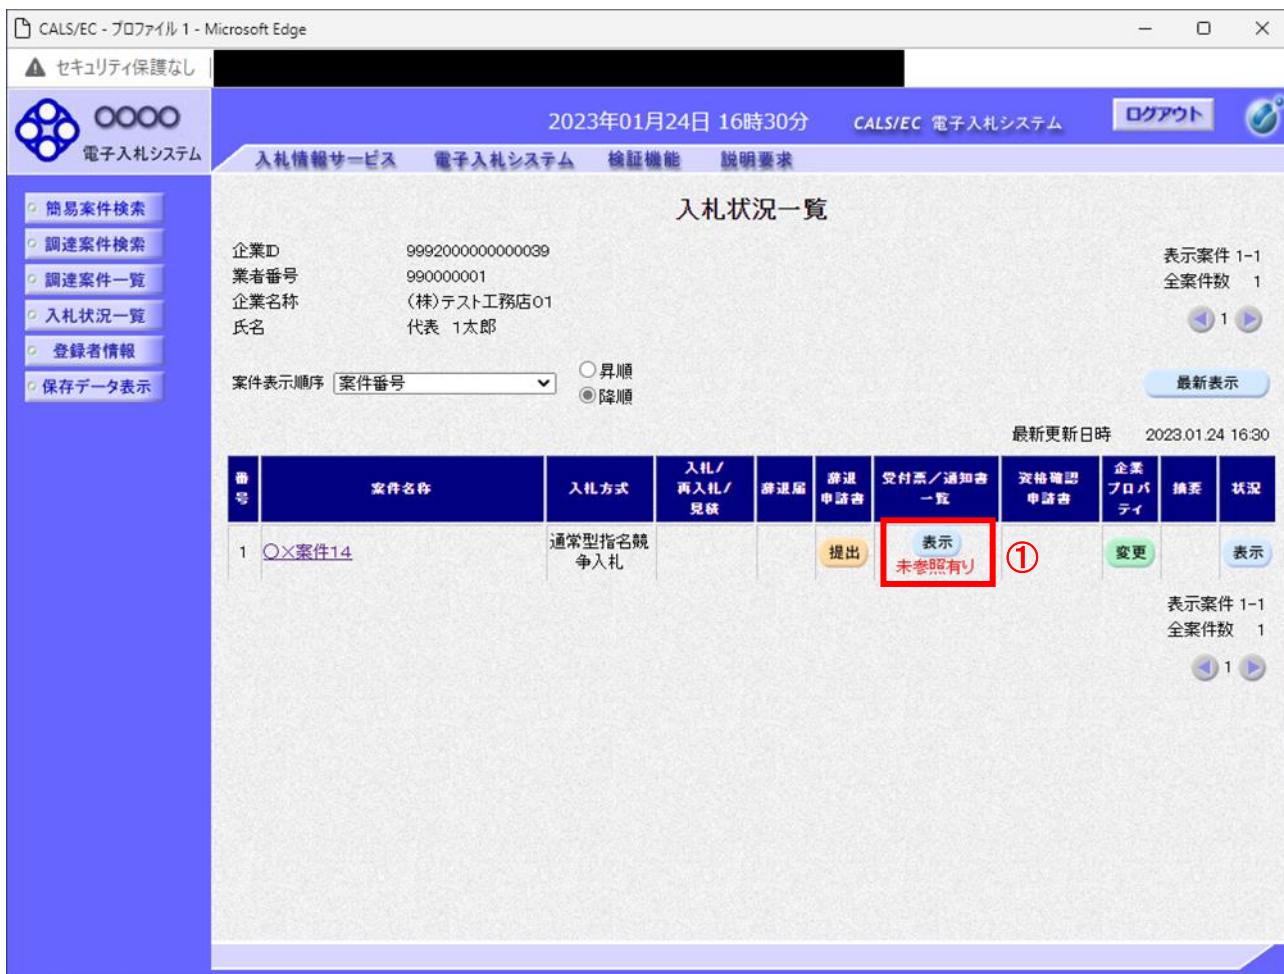 CALS/EC - プロファイル 1 - Microsoft Edge
セキュリティ保護なし
〇〇〇〇
電子入札システム
2023年01月24日 16時30分
CALS/EC 電子入札システム
ログアウト
入札情報サービス 電子入札システム 検証機能 説明要求
簡易案件検索
調達案件検索
調達案件一覧
入札状況一覧
登録者情報
保存データ表示
入札状況一覧
企業ID 9992000000000039
業者番号 990000001
企業名称 (株)テスト工務店01
氏名 代表 1太郎
表示案件 1-1
全案件数 1
1
案件表示順序 案件番号
昇順
降順
最新表示
最新更新日時 2023.01.24 16:30
番号 案件名称 入札方式 入札/再入札/見積 辞退届 辞退申請書 受付票/通知書一覧 資格確認申請書 企業プロパティ 摘要 状況
1 〇×案件14 通常型指名競争入札 提出 表示 未参照有り ① 変更 表示
表示案件 1-1
全案件数 1
1